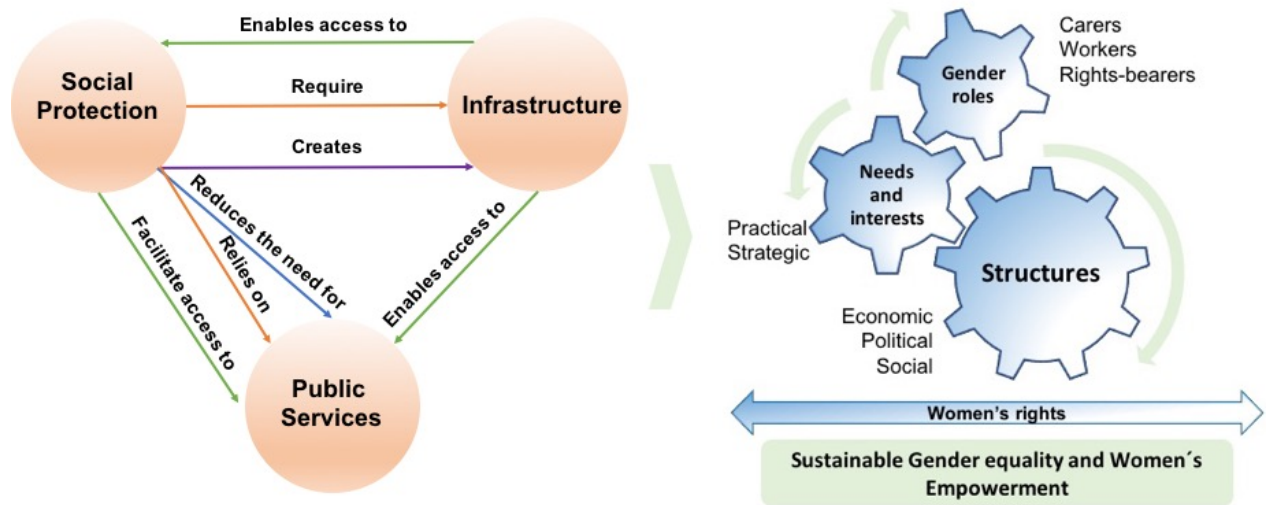 Enables access to
Social
Protection
Require
Infrastructure
Creates
Reduces the need for
Relies on
Facilitate access to
Enables access to
Public
Services
Gender
roles
Carers
Workers
Rights-bearers
Needs
and
interests
Practical
Strategic
Structures
Economic
Political
Social
Women's rights
Sustainable Gender equality and Women´s
Empowerment